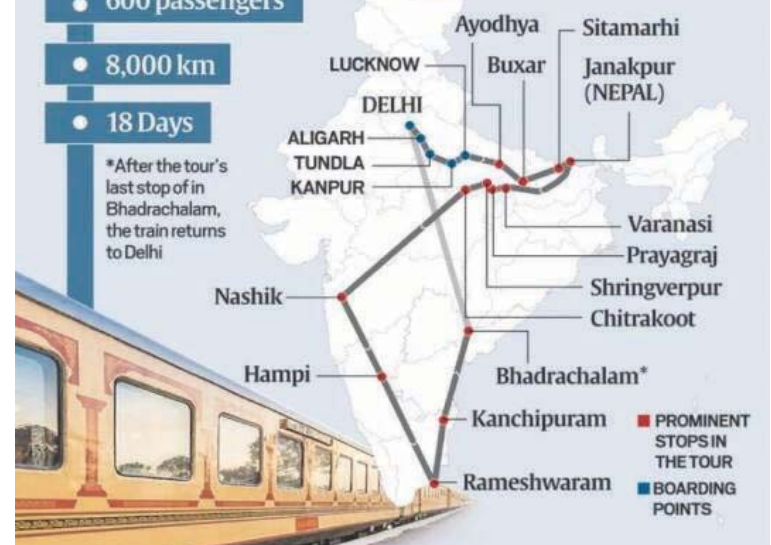 600 passengers
8,000 km
18 Days
*After the tour's
last stop of in
Bhadrachalam,
the train returns
to Delhi
Ayodhya
Sitamarhi
LUCKNOW
Buxar
Janakpur
(NEPAL)
DELHI
ALIGARH
TUNDLA
KANPUR
Varanasi
Prayagraj
Shringverpur
Chitrakoot
Nashik
Hampi
Bhadrachalam*
Kanchipuram
Rameshwaram
PROMINENT
STOPS IN
THE TOUR
BOARDING
POINTS